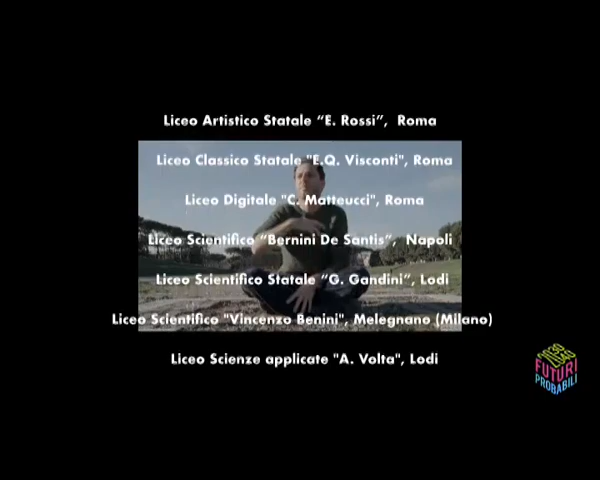 Liceo Artistico Statale “E. Rossi”, Roma
Liceo Classico Statale "E.Q. Visconti", Roma
Liceo Digitale "C. Matteucci", Roma
Liceo Scientifico “Bernini De Santis”, Napoli
Liceo Scientifico Statale “G. Gandini”, Lodi
Liceo Scientifico "Vincenzo Benini", Melegnano (Milano)
Liceo Scienze applicate "A. Volta", Lodi
FUTURI
PROBABILI